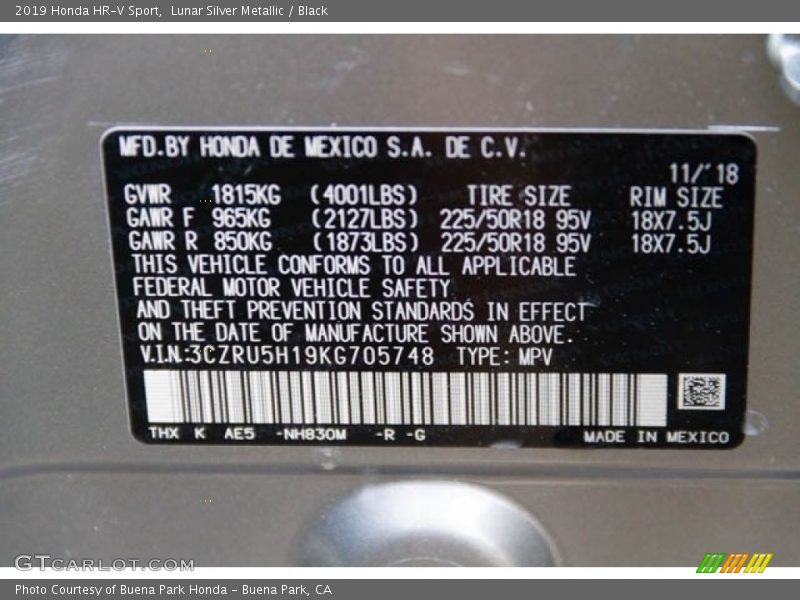 2019 Honda HR-V Sport,  Lunar Silver Metallic / Black
MFD.BY HONDA DE MEXICO S.A. DE C.V.
11/'18
GVWR 1815KG (4001LBS) TIRE SIZE RIM SIZE
GAWR F 965KG (2127LBS) 225/50R18 95V 18X7.5J
GAWR R 850KG (1873LBS) 225/50R18 95V 18X7.5J
THIS VEHICLE CONFORMS TO ALL APPLICABLE
FEDERAL MOTOR VEHICLE SAFETY
AND THEFT PREVENTION STANDARDS IN EFFECT
ON THE DATE OF MANUFACTURE SHOWN ABOVE.
V.I.N.:3CZRU5H19KG705748 TYPE: MPV
THX K AE5 -NH830M -R -G MADE IN MEXICO
GTCARLOT.COM
Photo Courtesy of Buena Park Honda - Buena Park, CA